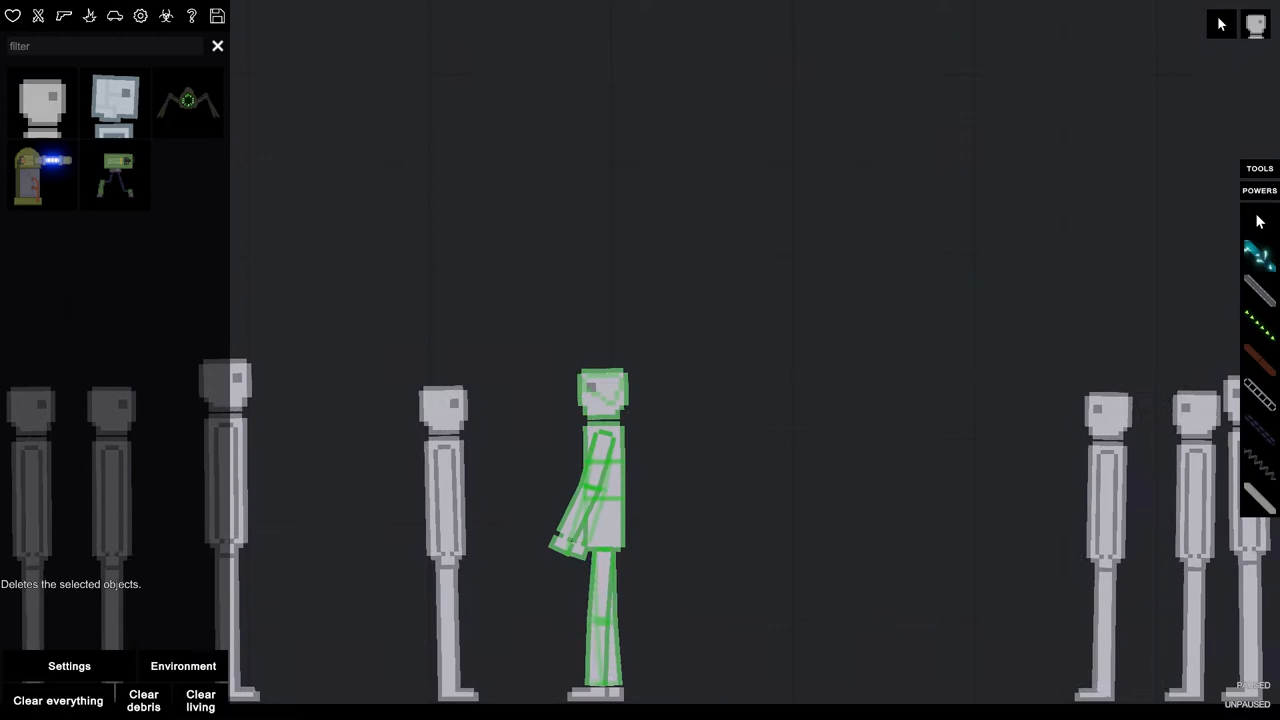 filter
TOOLS
POWERS
Deletes the selected objects.
Settings
Environment
Clear everything
Clear
debris
Clear
living
PAUSED
UNPAUSED